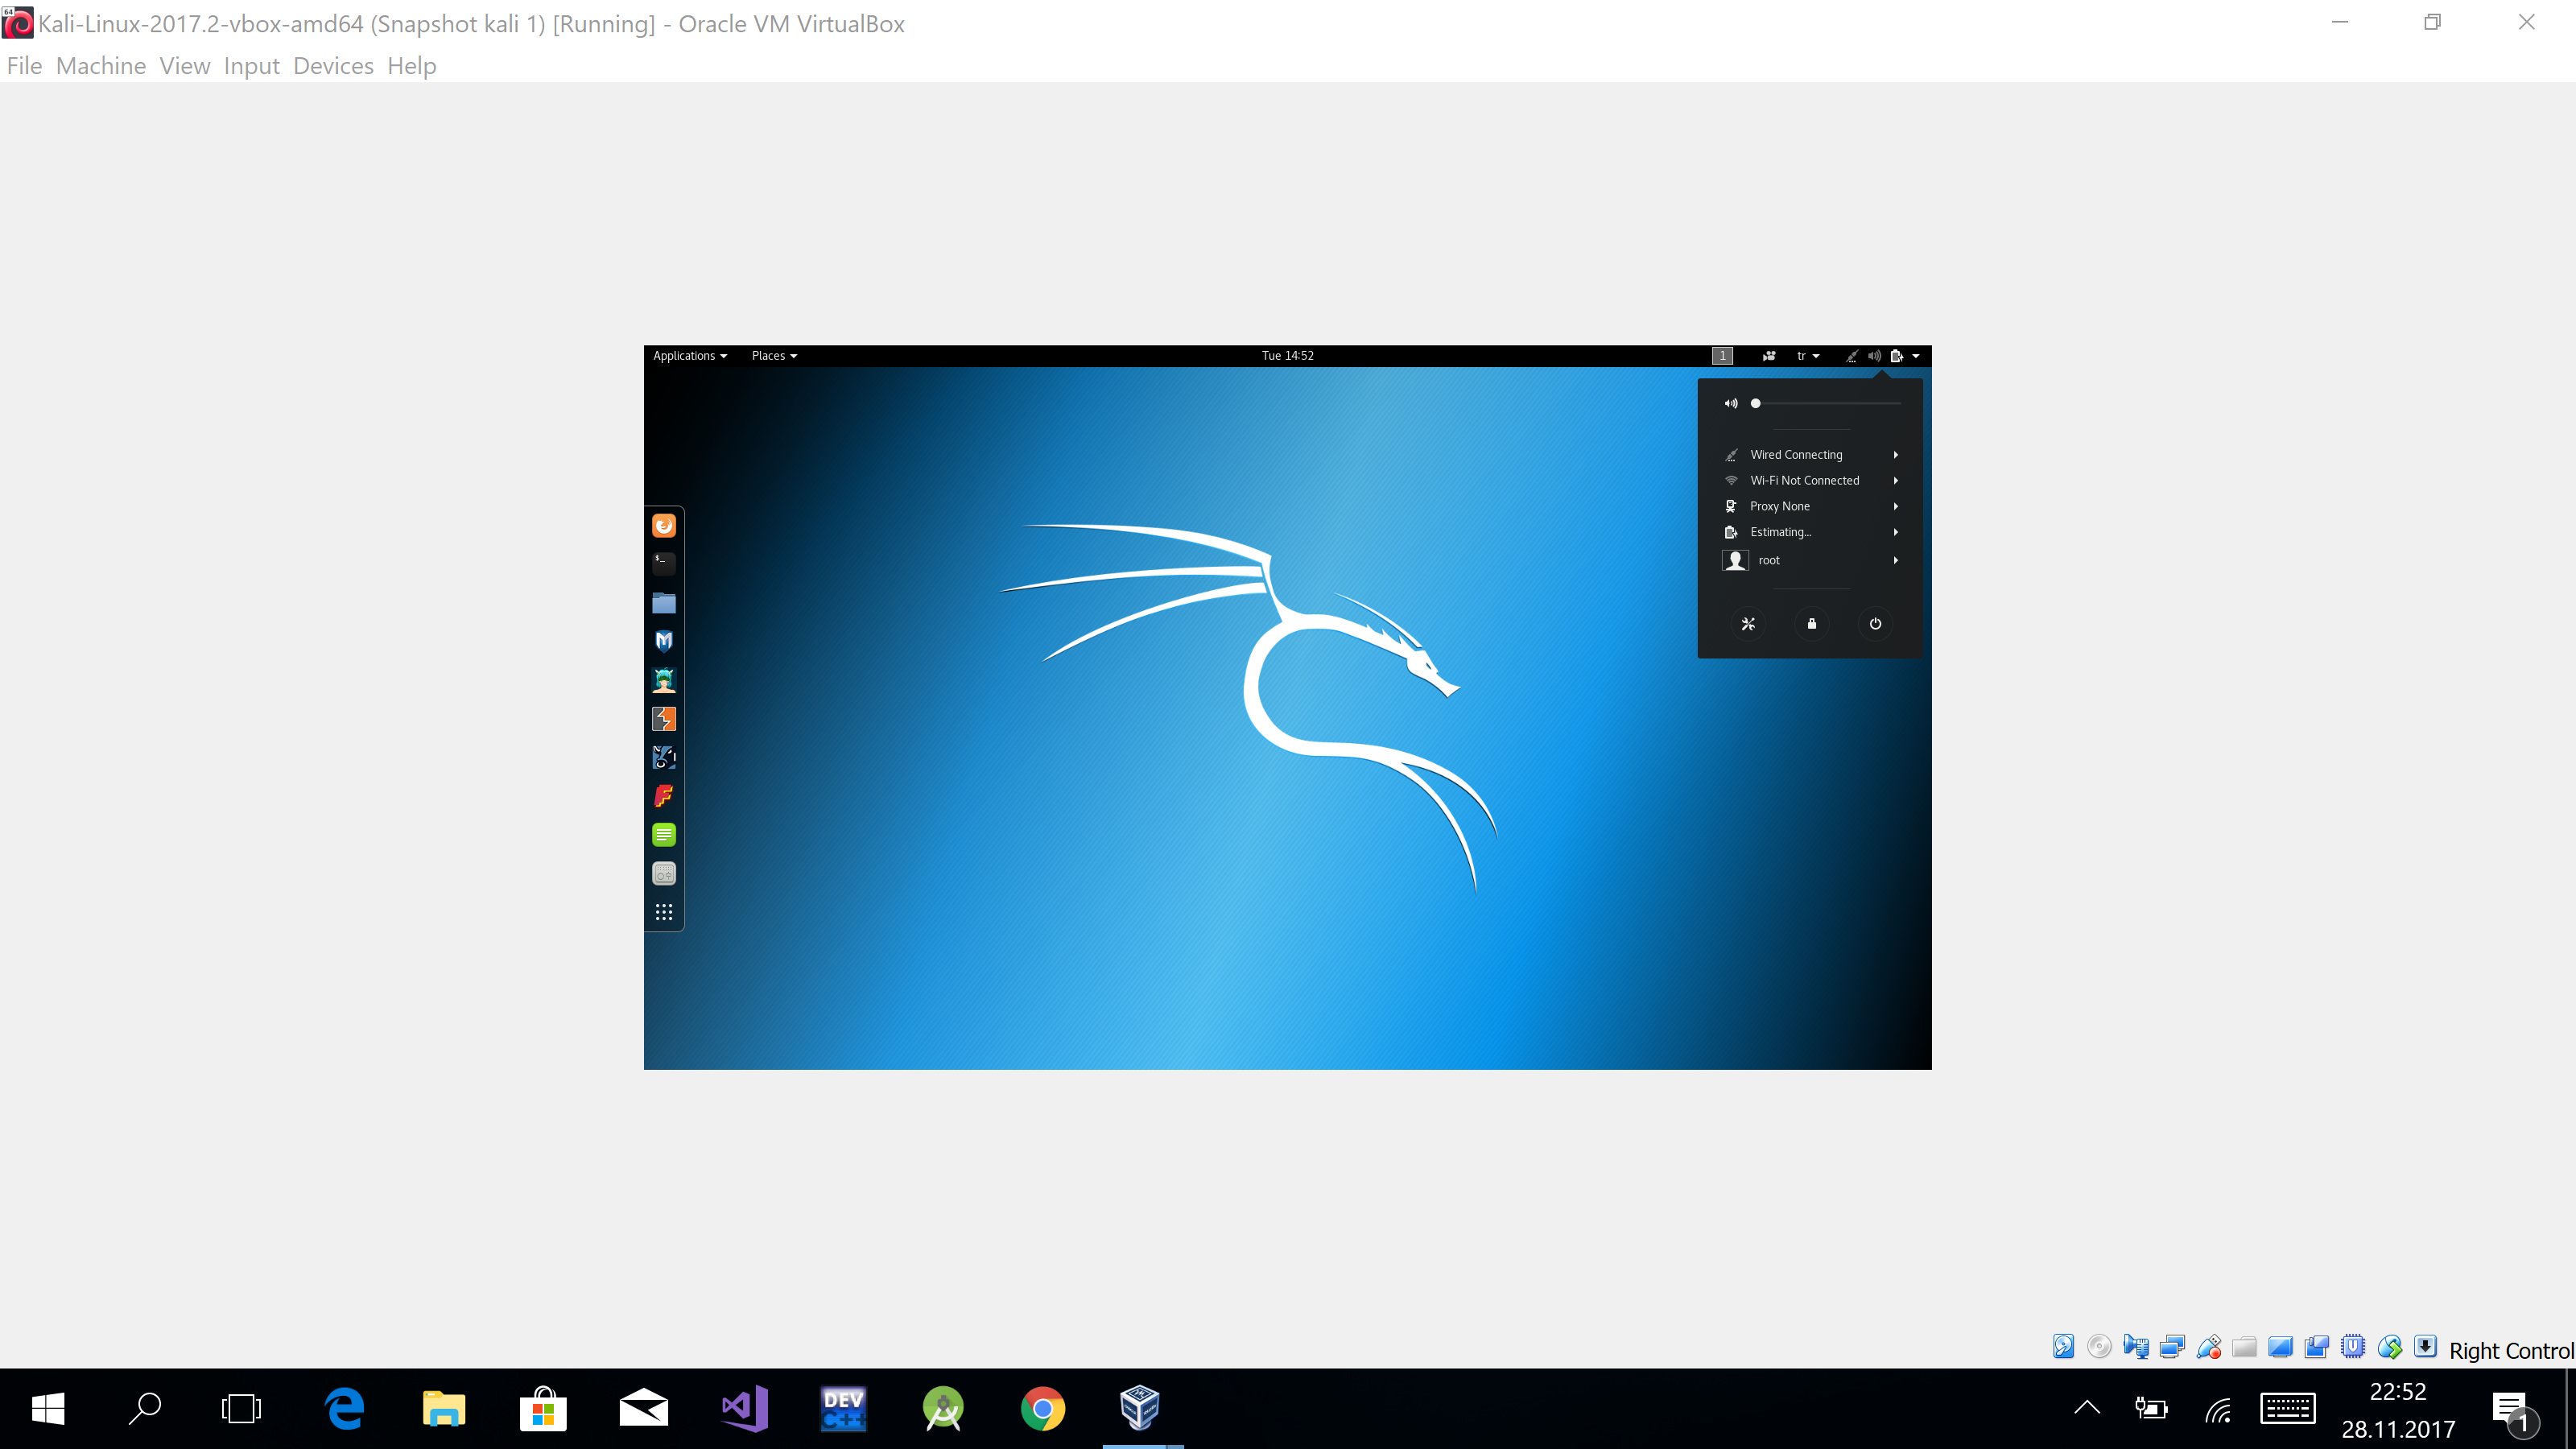 Kali-Linux-2017.2-vbox-amd64 (Snapshot kali 1) [Running] - Oracle VM VirtualBox
File Machine View Input Devices Help
Applications Places Tue 14:52 1 tr
Wired Connecting
Wi-Fi Not Connected
Proxy None
Estimating...
root
Right Control
DEV
C++
22:52
28.11.2017
1